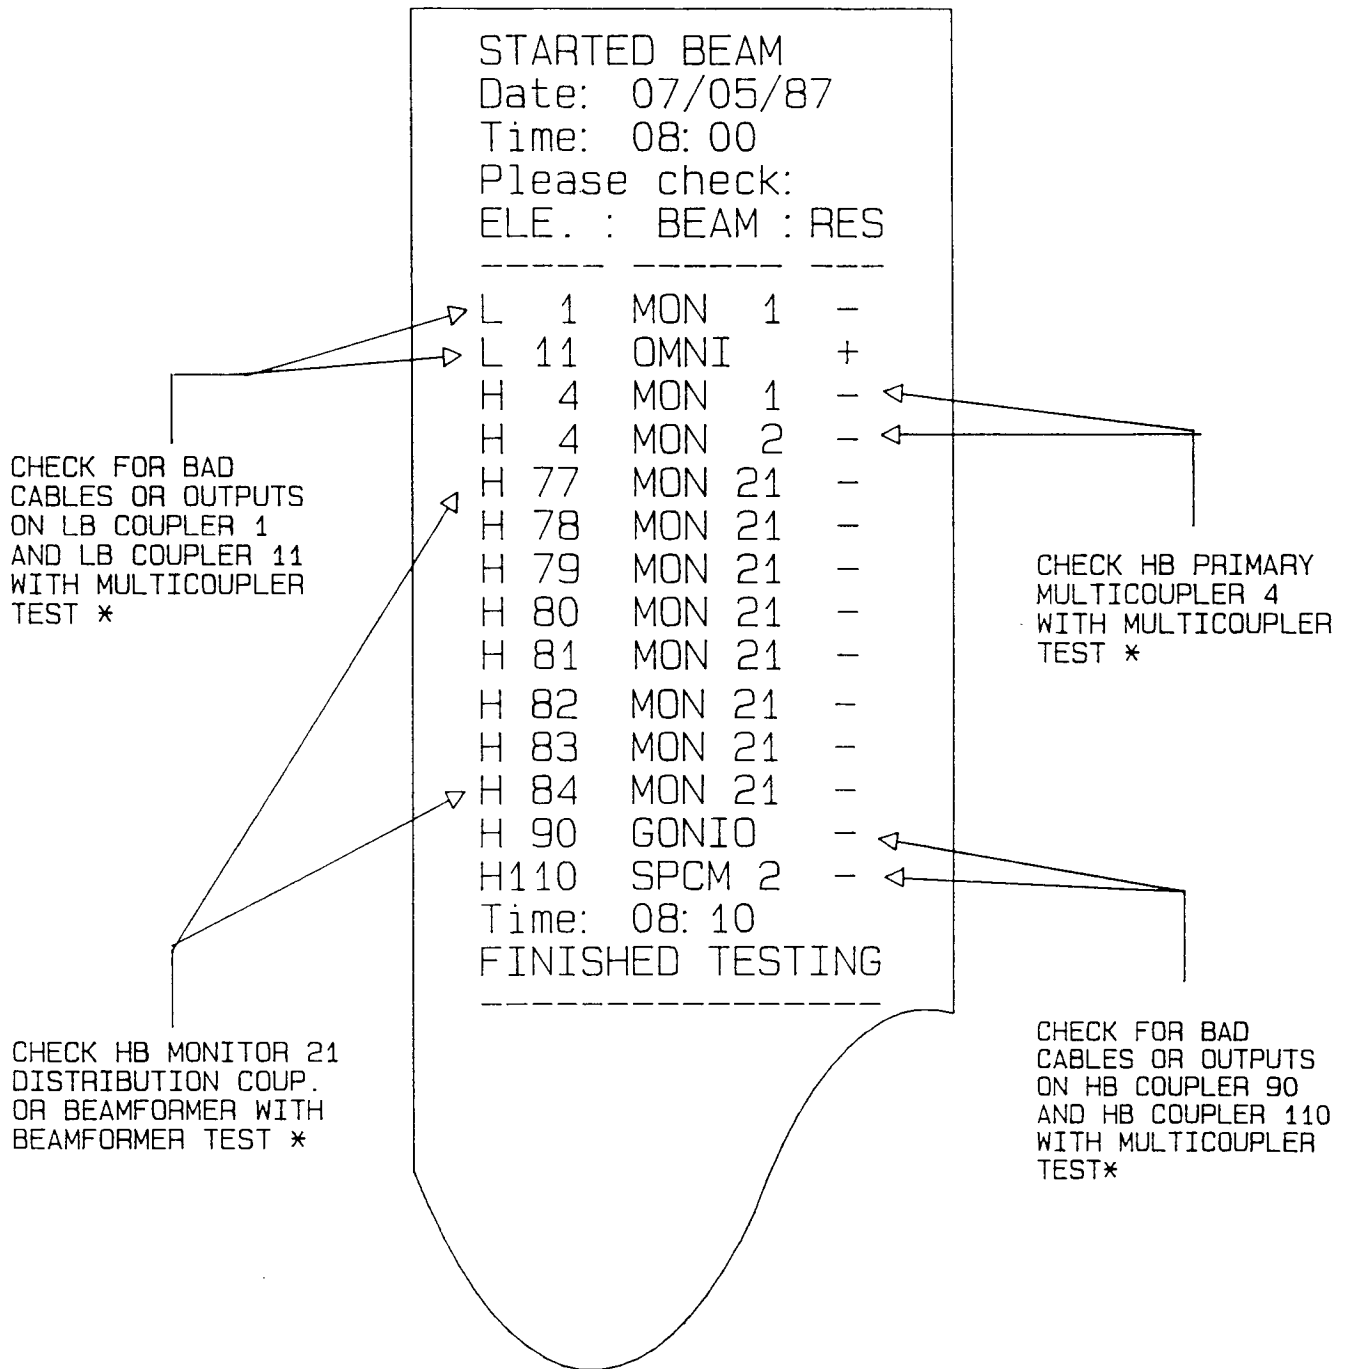 STARTED BEAM
Date: 07/05/87
Time: 08:00
Please check:
ELE. : BEAM : RES
----- ------ ---
L 1 MON 1 -
L 11 OMNI +
H 4 MON 1 -
H 4 MON 2 -
H 77 MON 21 -
H 78 MON 21 -
H 79 MON 21 -
H 80 MON 21 -
H 81 MON 21 -
H 82 MON 21 -
H 83 MON 21 -
H 84 MON 21 -
H 90 GONIO -
H110 SPCM 2 -
Time: 08:10
FINISHED TESTING
-----------------
CHECK FOR BAD
CABLES OR OUTPUTS
ON LB COUPLER 1
AND LB COUPLER 11
WITH MULTICOUPLER
TEST *
CHECK HB PRIMARY
MULTICOUPLER 4
WITH MULTICOUPLER
TEST *
CHECK HB MONITOR 21
DISTRIBUTION COUP.
OR BEAMFORMER WITH
BEAMFORMER TEST *
CHECK FOR BAD
CABLES OR OUTPUTS
ON HB COUPLER 90
AND HB COUPLER 110
WITH MULTICOUPLER
TEST*